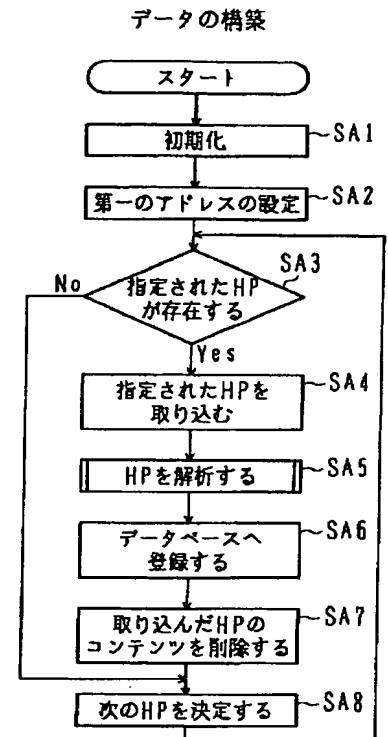 データの構築
スタート
初期化
SA1
第一のアドレスの設定
SA2
指定されたHP
が存在する
SA3
No
Yes
指定されたHPを
取り込む
SA4
HPを解析する
SA5
データベースへ
登録する
SA6
取り込んだHPの
コンテンツを削除する
SA7
次のHPを決定する
SA8